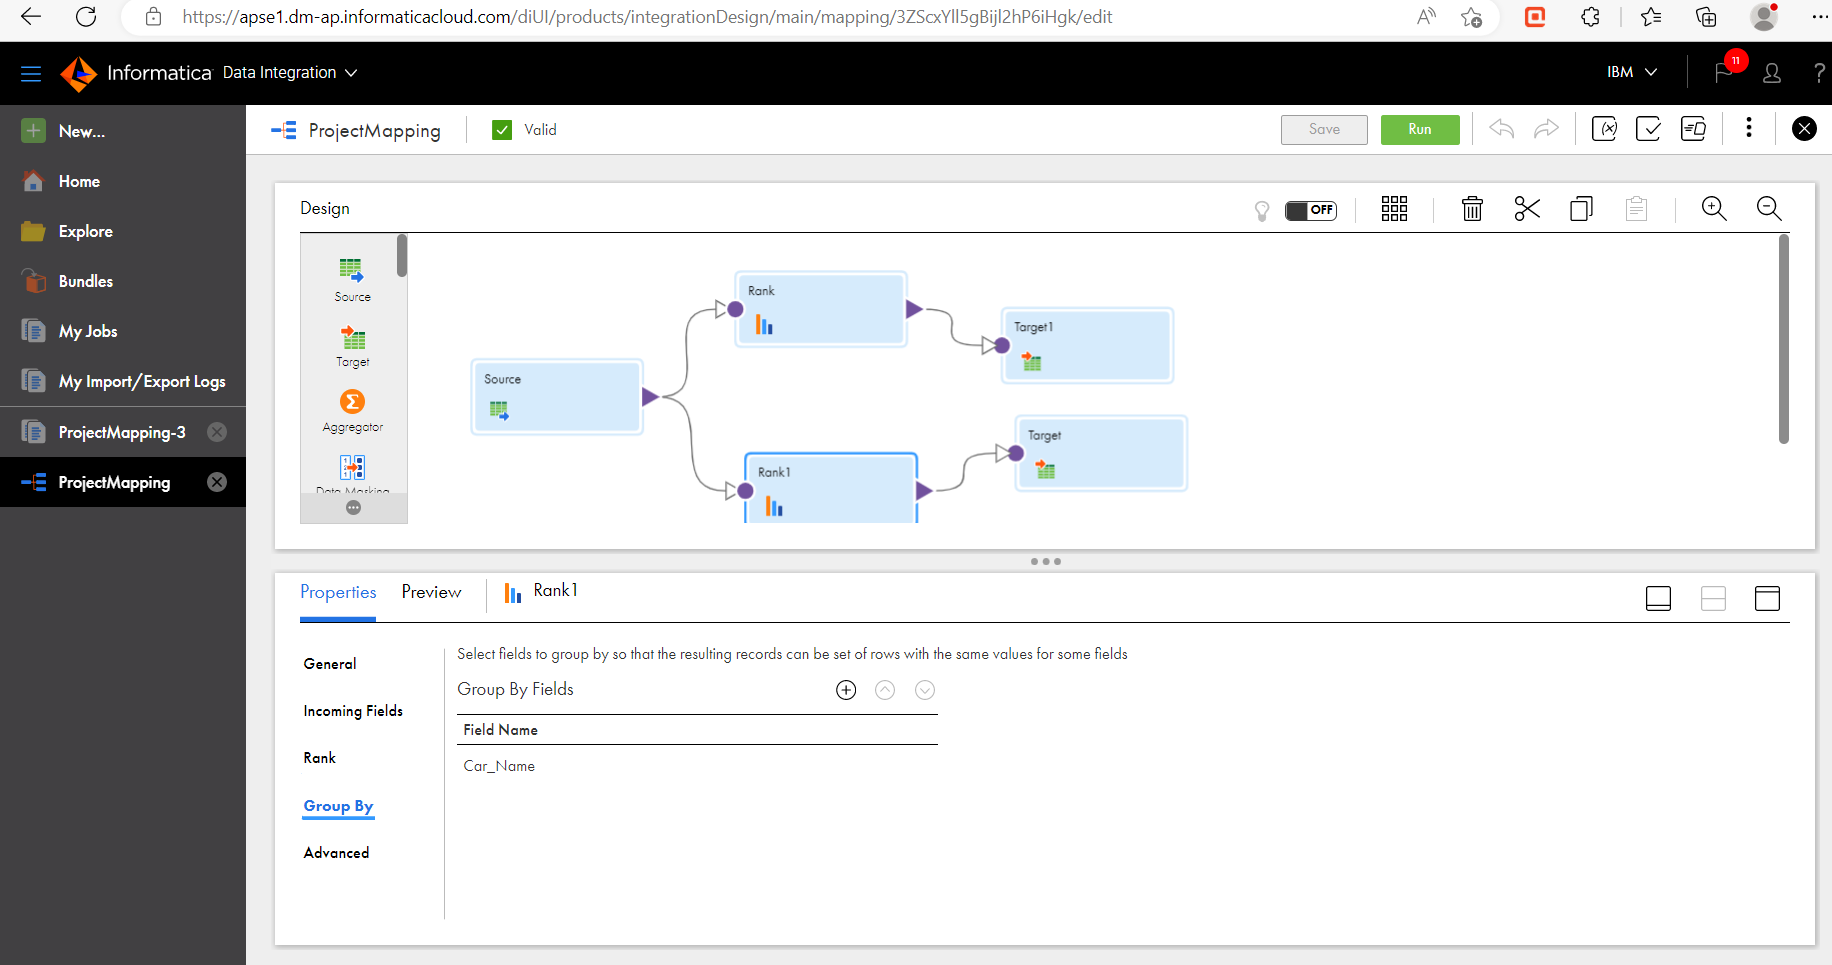 https://apse1.dm-ap.informaticacloud.com/diUI/products/integrationDesign/main/mapping/3ZScxYll5gBijl2hP6iHgk/edit
Informatica Data Integration
IBM
11
?
New...
Home
Explore
Bundles
My Jobs
My Import/Export Logs
ProjectMapping-3
ProjectMapping
ProjectMapping
Valid
Save
Run
Design
OFF
Source
Target
Aggregator
Data Masking
Source
Rank
Target1
Target
Rank1
Properties
Preview
Rank1
General
Incoming Fields
Rank
Group By
Advanced
Select fields to group by so that the resulting records can be set of rows with the same values for some fields
Group By Fields
Field Name
Car_Name